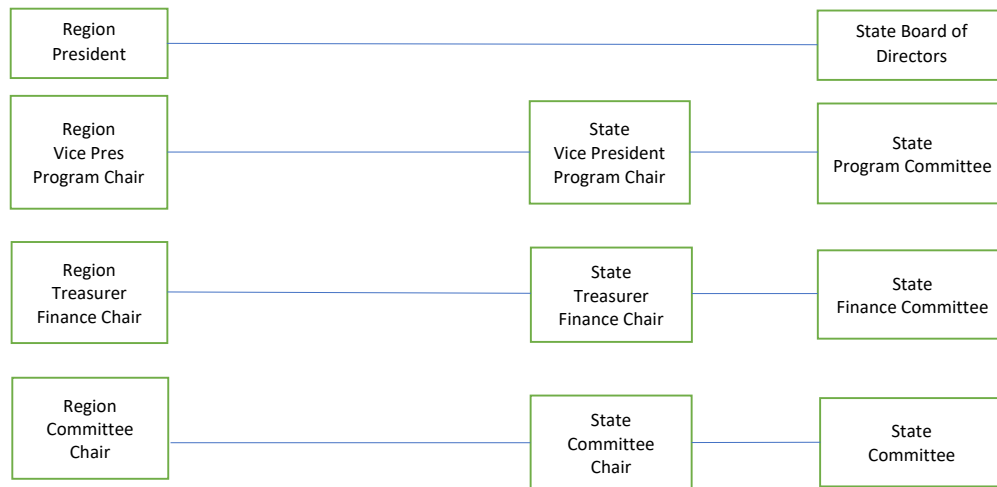 Region
President
State Board of
Directors
Region
Vice Pres
Program Chair
State
Vice President
Program Chair
State
Program Committee
Region
Treasurer
Finance Chair
State
Treasurer
Finance Chair
State
Finance Committee
Region
Committee
Chair
State
Committee
Chair
State
Committee